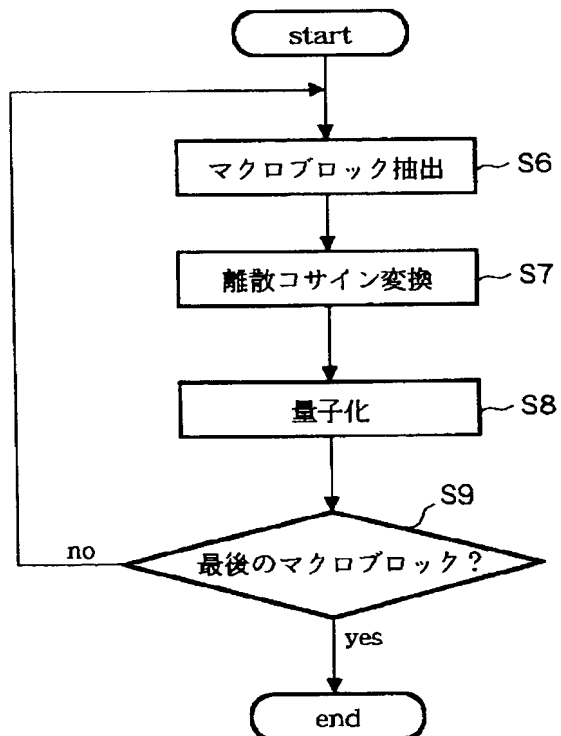 start
マクロブロック抽出
S6
離散コサイン変換
S7
量子化
S8
S9
最後のマクロブロック?
no
yes
end